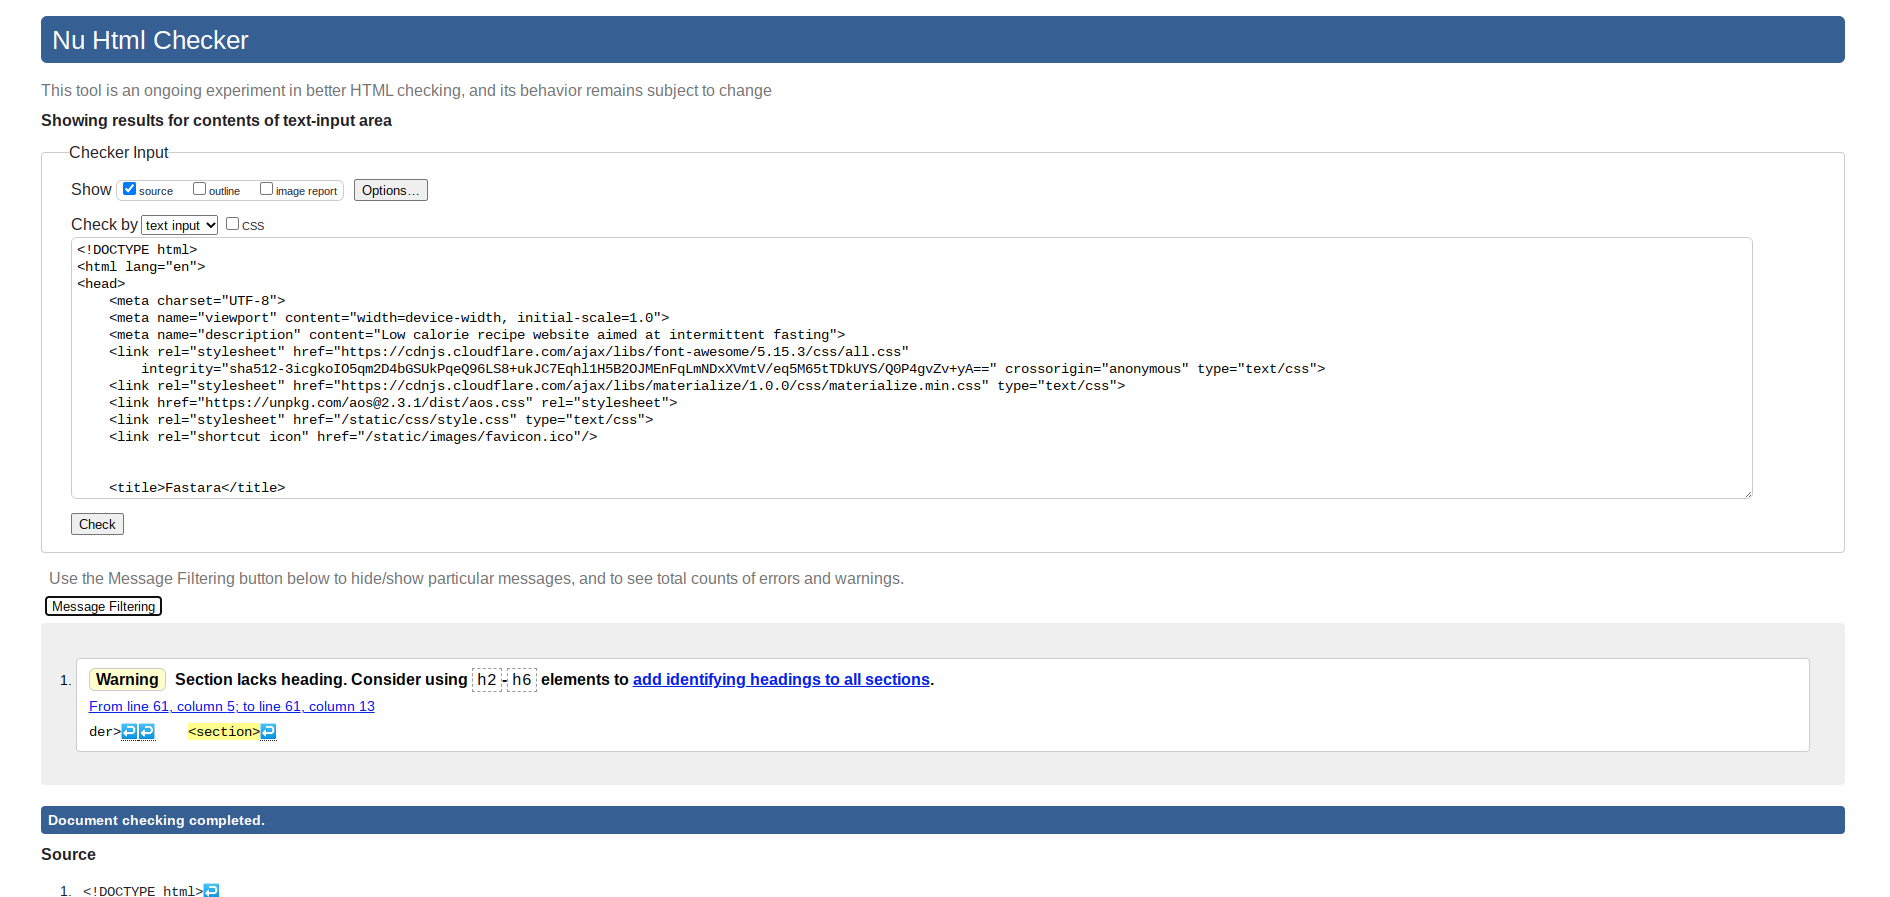 Nu Html Checker
This tool is an ongoing experiment in better HTML checking, and its behavior remains subject to change
Showing results for contents of text-input area
Checker Input
Show source outline image report Options...
Check by text input CSS
<!DOCTYPE html>
<html lang="en">
<head>
    <meta charset="UTF-8">
    <meta name="viewport" content="width=device-width, initial-scale=1.0">
    <meta name="description" content="Low calorie recipe website aimed at intermittent fasting">
    <link rel="stylesheet" href="https://cdnjs.cloudflare.com/ajax/libs/font-awesome/5.15.3/css/all.css"
        integrity="sha512-3icgkoIO5qm2D4bGSUkPqeQ96LS8+ukJC7Eqhl1H5B2OJMEnFqLmNDxXVmtV/eq5M65tTDkUYS/Q0P4gvZv+yA==" crossorigin="anonymous" type="text/css">
    <link rel="stylesheet" href="https://cdnjs.cloudflare.com/ajax/libs/materialize/1.0.0/css/materialize.min.css" type="text/css">
    <link href="https://unpkg.com/aos@2.3.1/dist/aos.css" rel="stylesheet">
    <link rel="stylesheet" href="/static/css/style.css" type="text/css">
    <link rel="shortcut icon" href="/static/images/favicon.ico"/>
    <title>Fastara</title>
Check
Use the Message Filtering button below to hide/show particular messages, and to see total counts of errors and warnings.
Message Filtering
1. Warning Section lacks heading. Consider using h2-h6 elements to add identifying headings to all sections.
From line 61, column 5; to line 61, column 13
der>↩↩    <section>↩
Document checking completed.
Source
1. <!DOCTYPE html>↩